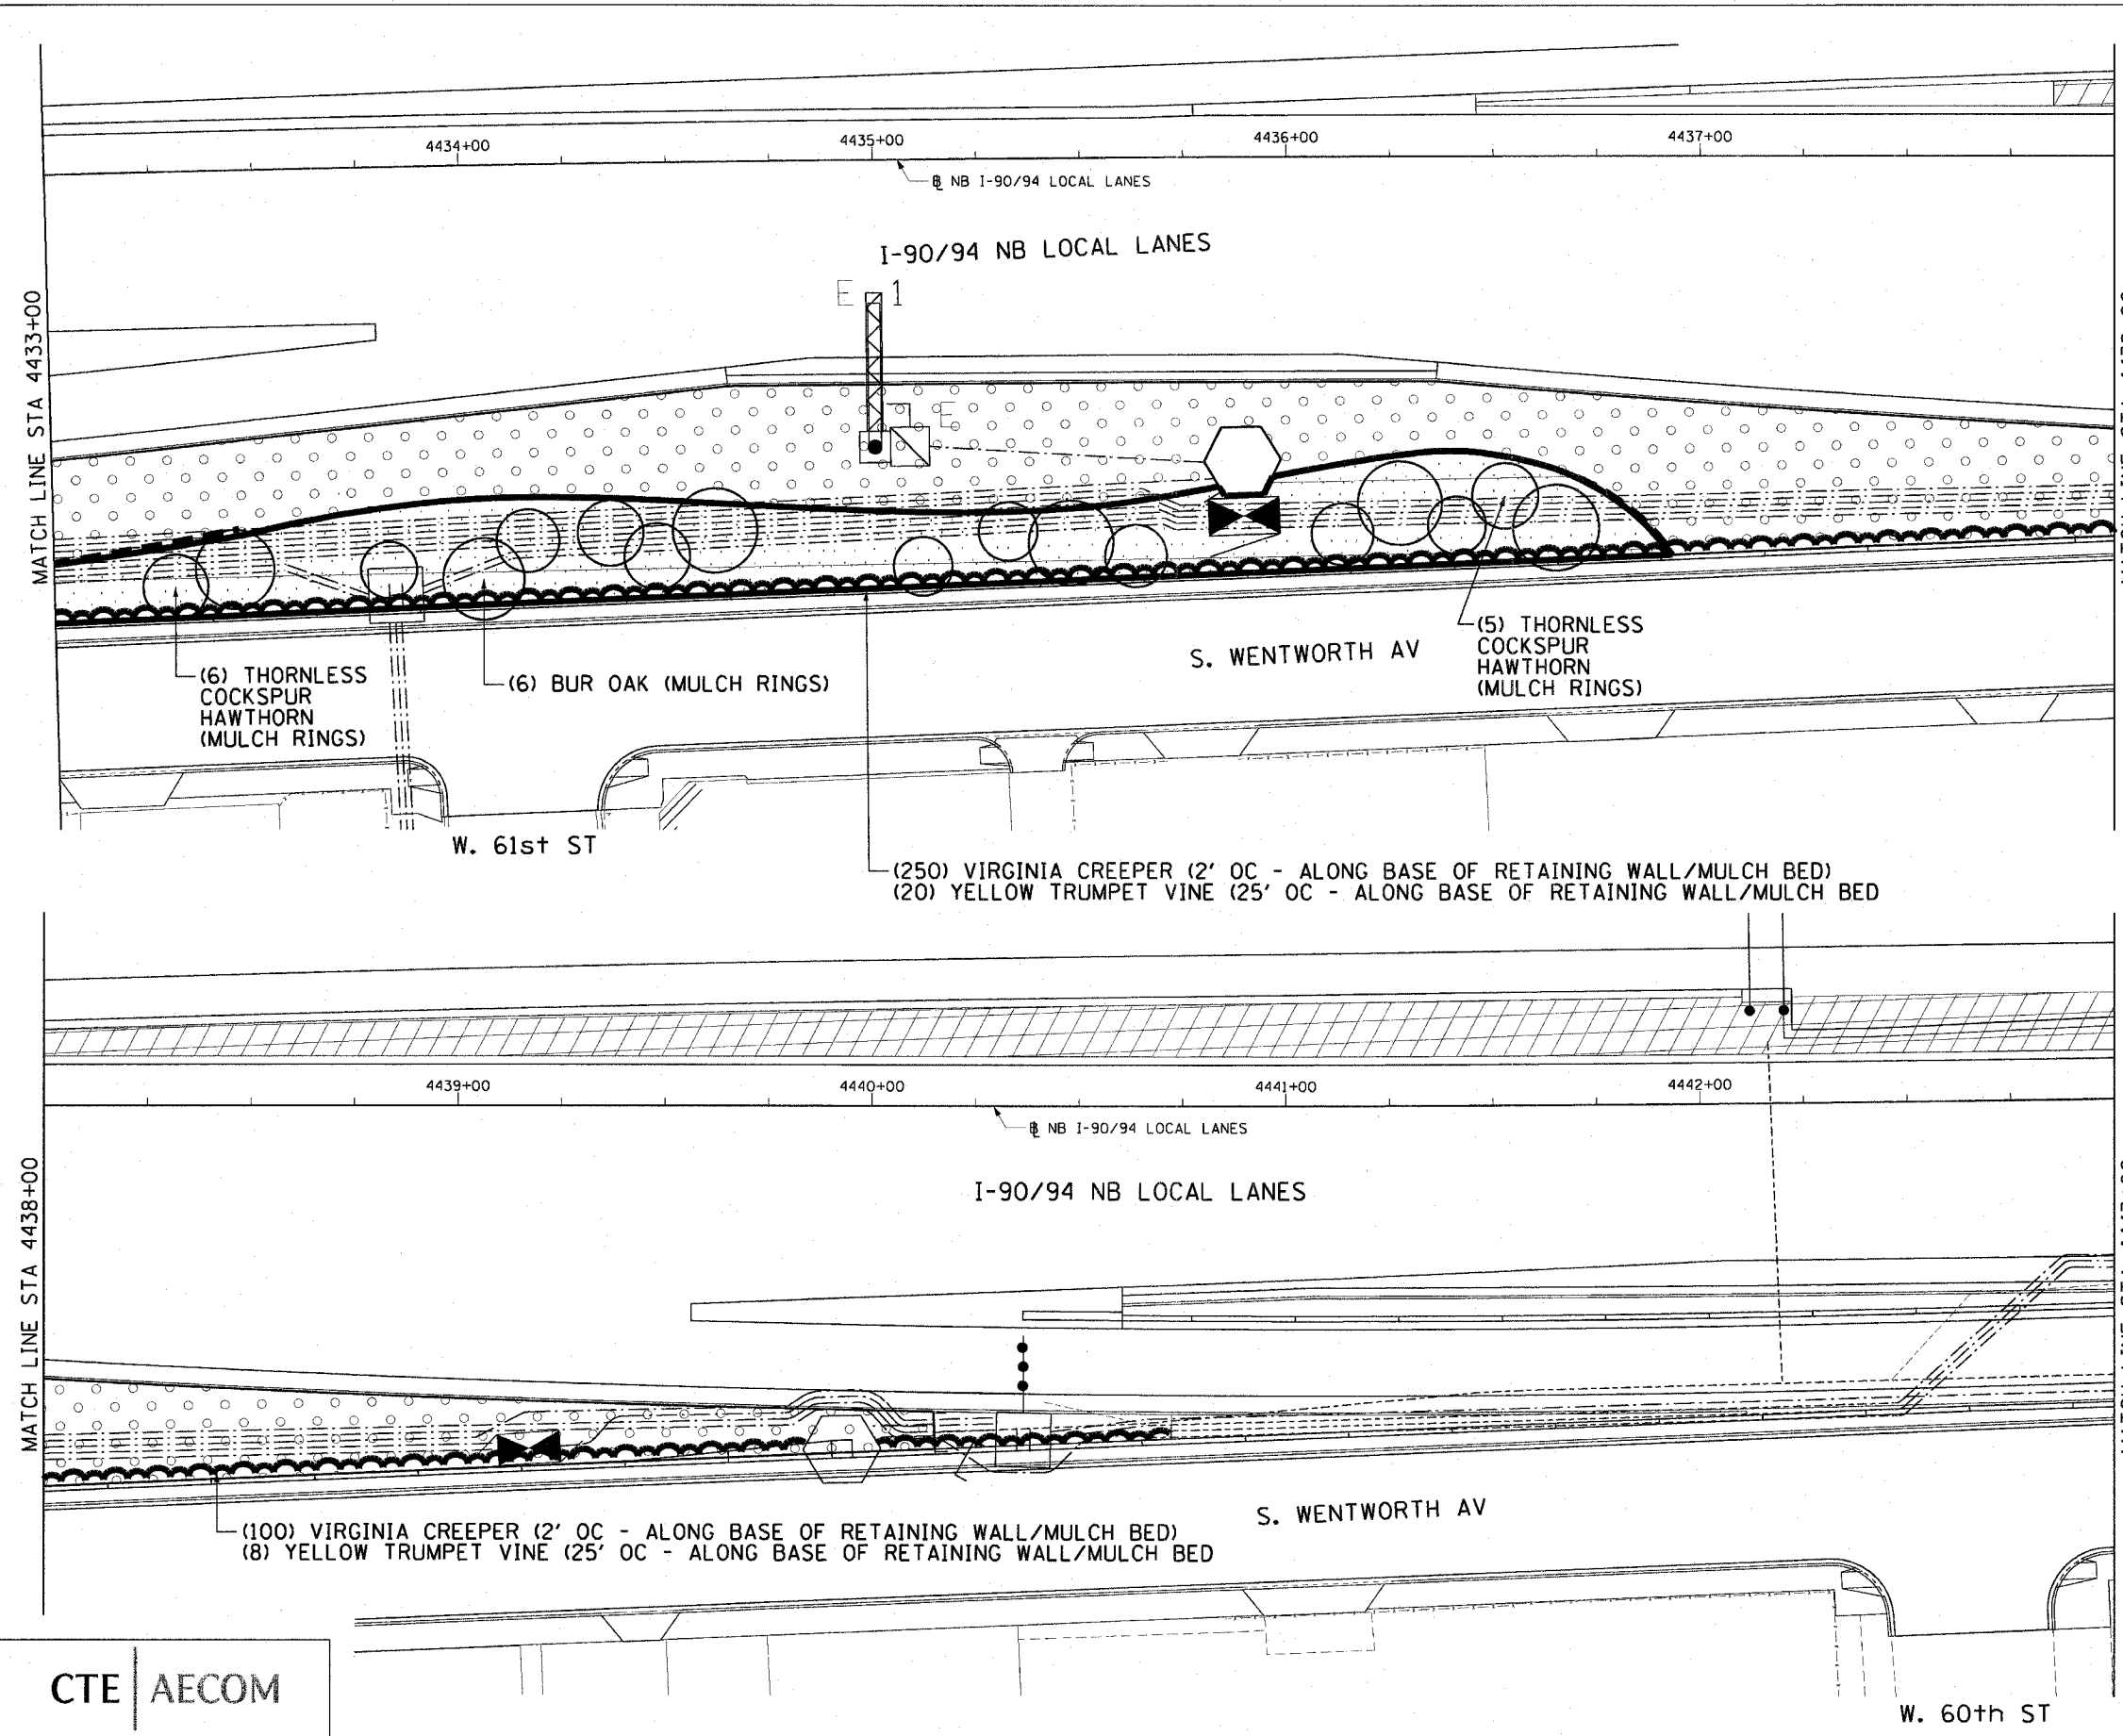 4434+00
4435+00
4436+00
4437+00
NB I-90/94 LOCAL LANES
I-90/94 NB LOCAL LANES
E 1
E
MATCH LINE STA 4433+00
(6) THORNLESS
COCKSPUR
HAWTHORN
(MULCH RINGS)
(6) BUR OAK (MULCH RINGS)
S. WENTWORTH AV
(5) THORNLESS
COCKSPUR
HAWTHORN
(MULCH RINGS)
W. 61st ST
(250) VIRGINIA CREEPER (2' OC - ALONG BASE OF RETAINING WALL/MULCH BED)
(20) YELLOW TRUMPET VINE (25' OC - ALONG BASE OF RETAINING WALL/MULCH BED
4439+00
4440+00
4441+00
4442+00
NB I-90/94 LOCAL LANES
I-90/94 NB LOCAL LANES
MATCH LINE STA 4438+00
(100) VIRGINIA CREEPER (2' OC - ALONG BASE OF RETAINING WALL/MULCH BED)
(8) YELLOW TRUMPET VINE (25' OC - ALONG BASE OF RETAINING WALL/MULCH BED
S. WENTWORTH AV
CTE AECOM
W. 60th ST